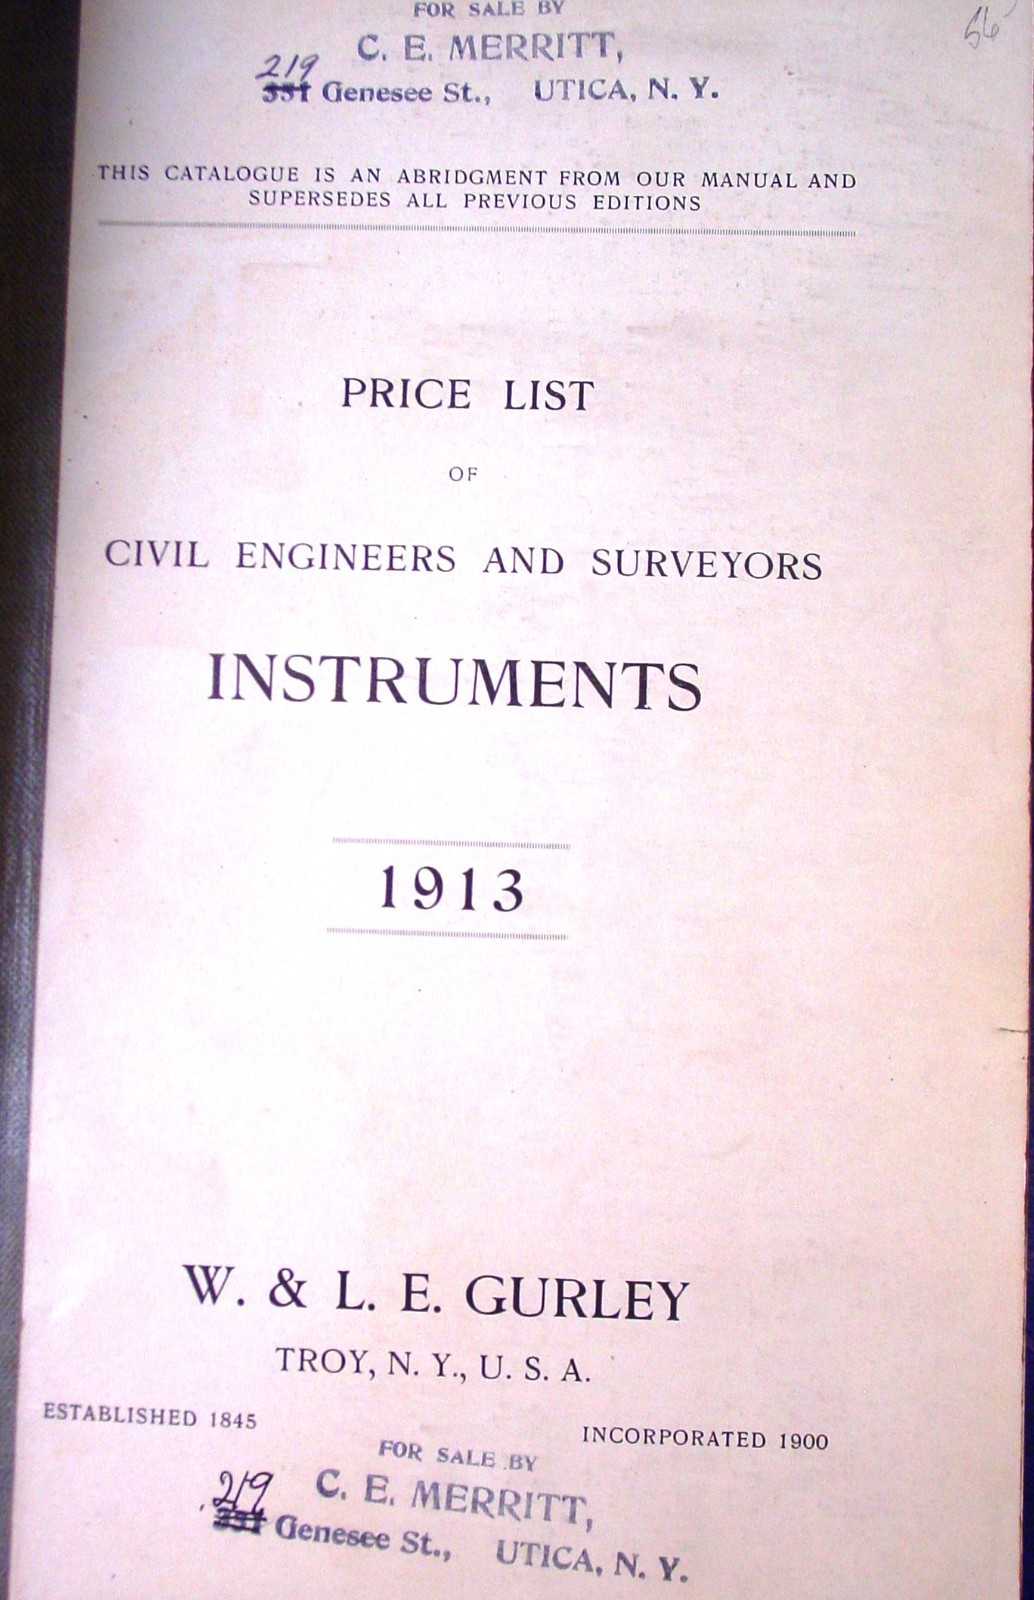 FOR SALE BY
56
C. E. MERRITT,
219
331 Genesee St., UTICA, N. Y.
THIS CATALOGUE IS AN ABRIDGMENT FROM OUR MANUAL AND
SUPERSEDES ALL PREVIOUS EDITIONS
PRICE LIST
OF
CIVIL ENGINEERS AND SURVEYORS
INSTRUMENTS
1913
W. & L. E. GURLEY
TROY, N. Y., U. S. A.
ESTABLISHED 1845 INCORPORATED 1900
FOR SALE BY
C. E. MERRITT,
219
331 Genesee St., UTICA, N. Y.